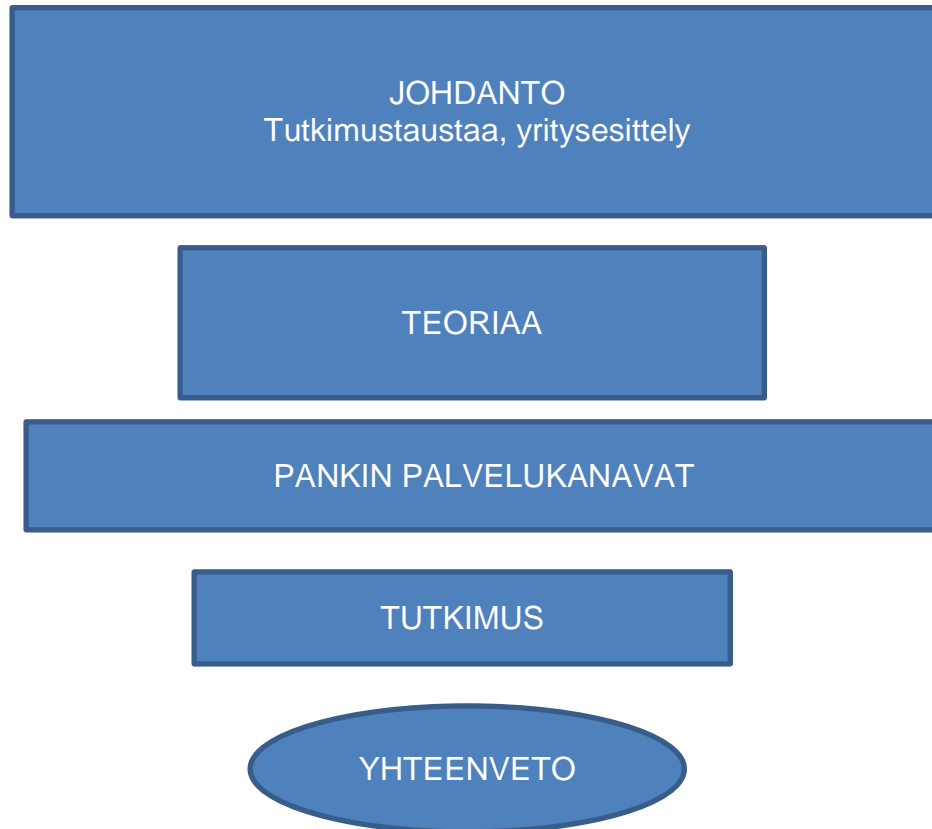 JOHDANTO
Tutkimustaustaa, yritysesittely
TEORIAA
PANKIN PALVELUKANAVAT
TUTKIMUS
YHTEENVETO